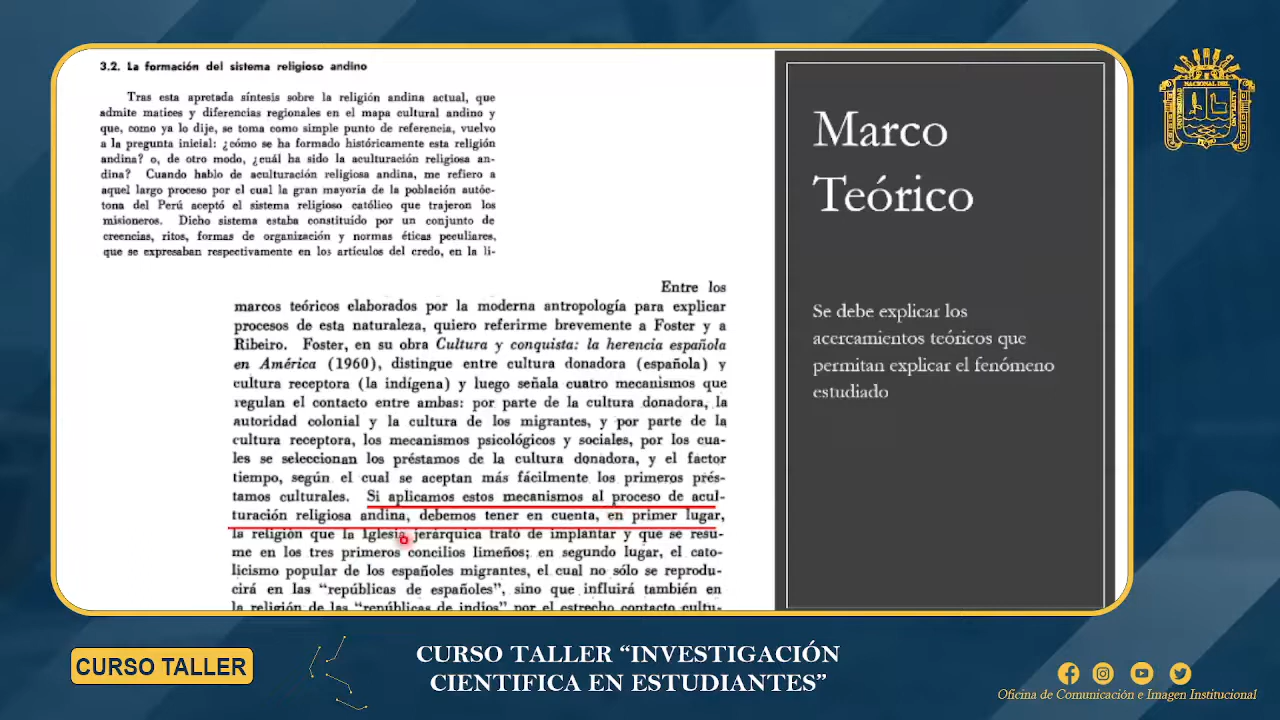 3.2. La formación del sistema religioso andino
Tras esta apretada síntesis sobre la religión andina actual, que
admite matices y diferencias regionales en el mapa cultural andino y
que, como ya lo dije, se toma como simple punto de referencia, vuelvo
a la pregunta inicial: ¿cómo se ha formado históricamente esta religión
andina? o, de otro modo, ¿cuál ha sido la aculturación religiosa an-
dina? Cuando hablo de aculturación religiosa andina, me refiero a
aquel largo proceso por el cual la gran mayoría de la población autóc-
tona del Perú aceptó el sistema religioso católico que trajeron los
misioneros. Dicho sistema estaba constituido por un conjunto de
creencias, ritos, formas de organización y normas éticas peculiares,
que se expresaban respectivamente en los artículos del credo, en la li-
Entre los
marcos teóricos elaborados por la moderna antropología para explicar
procesos de esta naturaleza, quiero referirme brevemente a Foster y a
Ribeiro. Foster, en su obra Cultura y conquista: la herencia española
en América (1960), distingue entre cultura donadora (española) y
cultura receptora (la indígena) y luego señala cuatro mecanismos que
regulan el contacto entre ambas: por parte de la cultura donadora, la
autoridad colonial y la cultura de los migrantes, y por parte de la
cultura receptora, los mecanismos psicológicos y sociales, por los cua-
les se seleccionan los préstamos de la cultura donadora, y el factor
tiempo, según el cual se aceptan más fácilmente los primeros prés-
tamos culturales. Si aplicamos estos mecanismos al proceso de acul-
turación religiosa andina, debemos tener en cuenta, en primer lugar,
la religión que la Iglesia jerárquica trató de implantar y que se resu-
me en los tres primeros concilios limeños; en segundo lugar, el cato-
licismo popular de los españoles migrantes, el cual no sólo se reprodu-
cirá en las "repúblicas de españoles", sino que influirá también en
la religión de las "repúblicas de indios" por el estrecho contacto cultu-
Marco
Teórico
Se debe explicar los
acercamientos teóricos que
permitan explicar el fenómeno
estudiado
CURSO TALLER
CURSO TALLER “INVESTIGACIÓN
CIENTIFICA EN ESTUDIANTES”
Oficina de Comunicación e Imagen Institucional